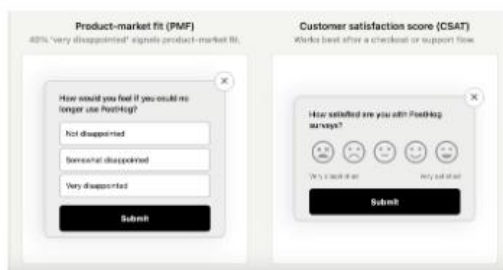 Product-market fit (PMF)
40% 'very disappointed' signals product-market fit.
How would you feel if you could no
longer use PostHog?
Not disappointed
Somewhat disappointed
Very disappointed
Submit
Customer satisfaction score (CSAT)
Works best after a checkout or support flow.
How satisfied are you with PostHog
surveys?
Very dissatisfied
Very satisfied
Submit